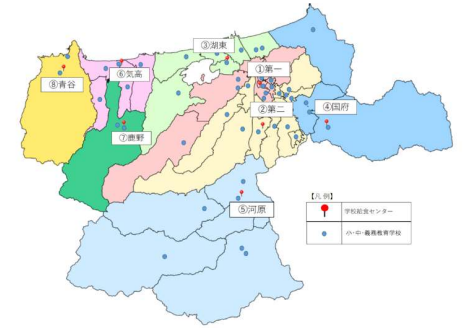 ③湖東
①第一
⑥気高
⑧青谷
②第二
④国府
⑦鹿野
⑤河原
【凡例】
学校給食センター
小・中・義務教育学校